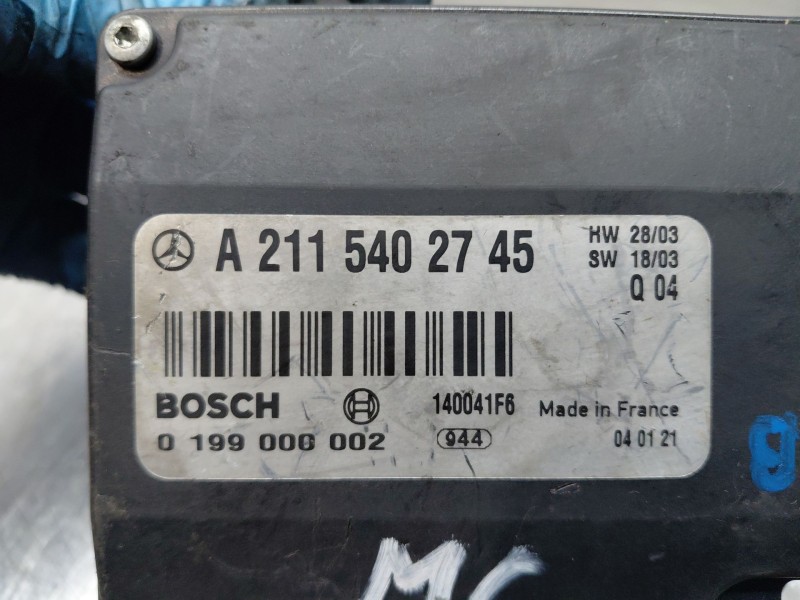 A 211 540 27 45
HW 28/03
SW 18/03
Q 04
BOSCH
140041F6
Made in France
0 199 000 002
944
04 01 21